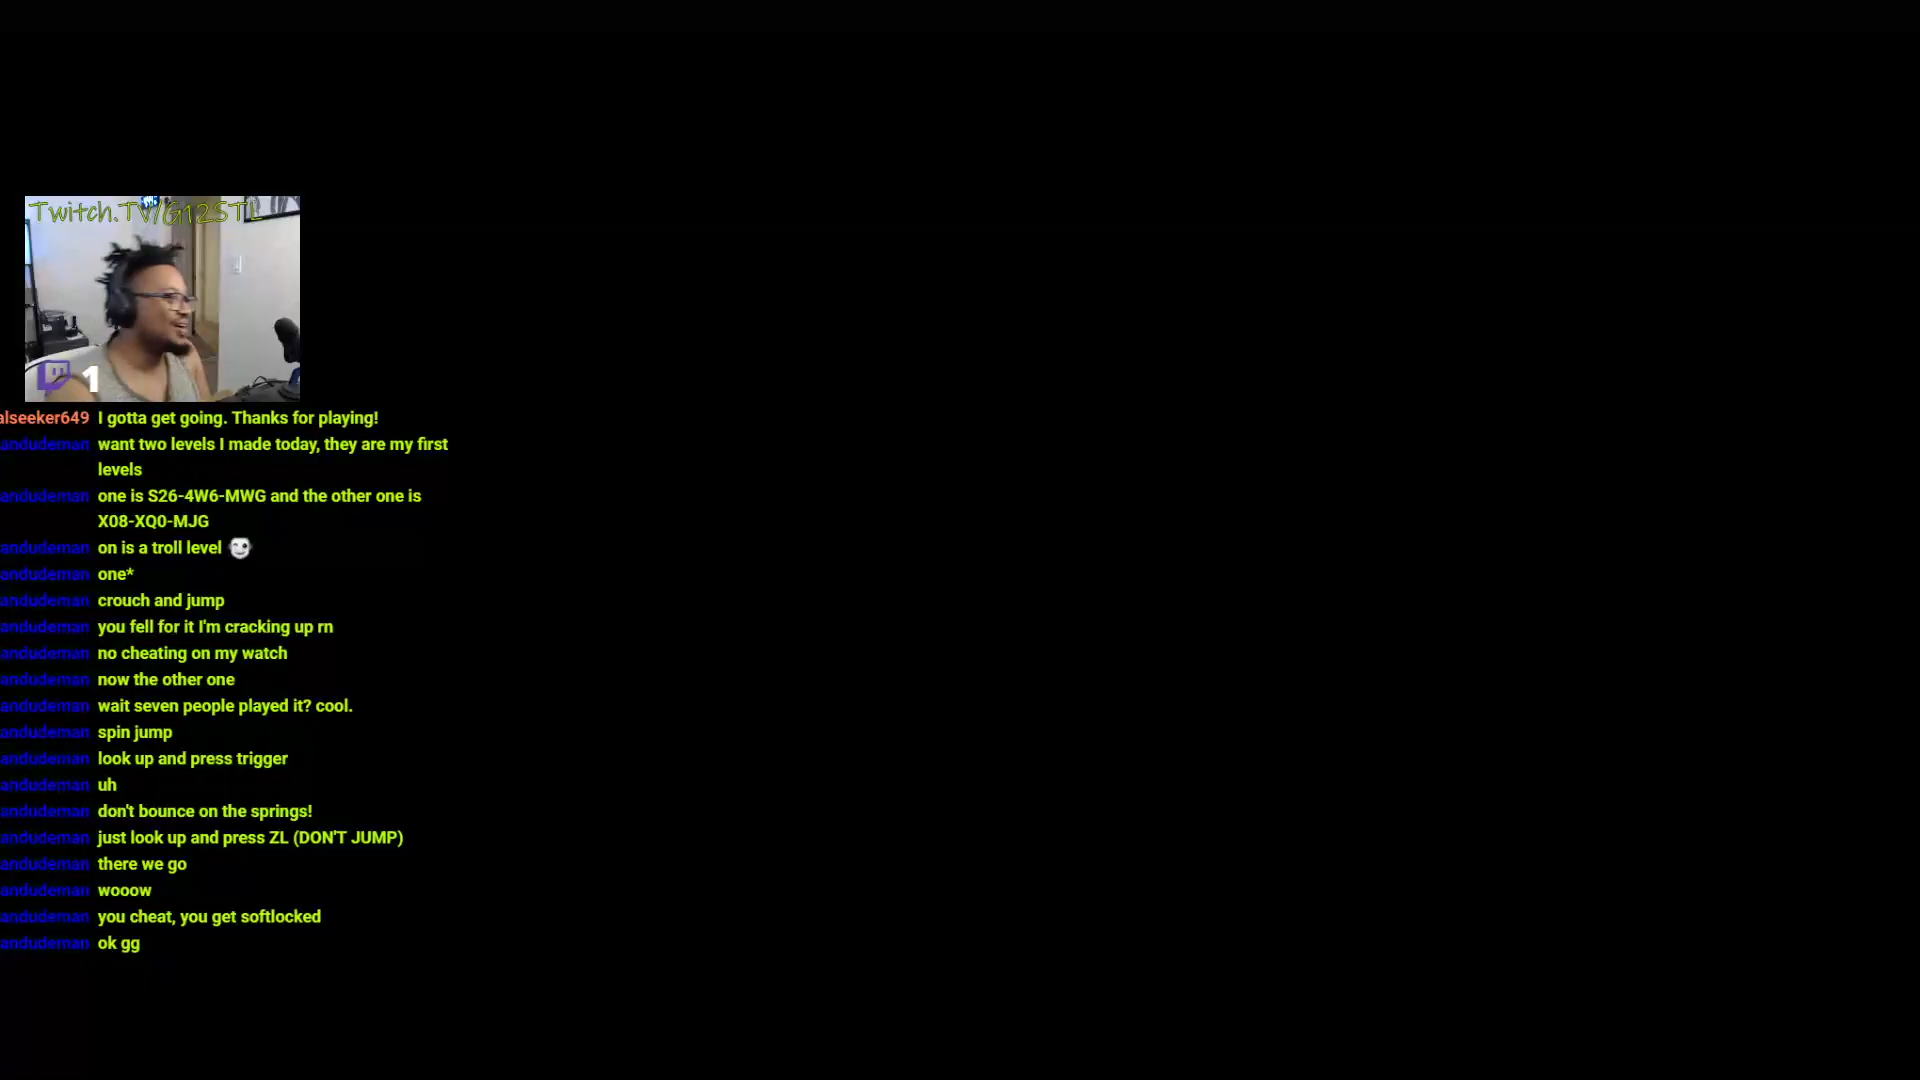 Twitch.TV/G12STL
1
alseeker649 I gotta get going. Thanks for playing!
andudeman want two levels I made today, they are my first
levels
andudeman one is S26-4W6-MWG and the other one is
X08-XQ0-MJG
andudeman on is a troll level
andudeman one*
andudeman crouch and jump
andudeman you fell for it I'm cracking up rn
andudeman no cheating on my watch
andudeman now the other one
andudeman wait seven people played it? cool.
andudeman spin jump
andudeman look up and press trigger
andudeman uh
andudeman don't bounce on the springs!
andudeman just look up and press ZL (DON'T JUMP)
andudeman there we go
andudeman wooow
andudeman you cheat, you get softlocked
andudeman ok gg